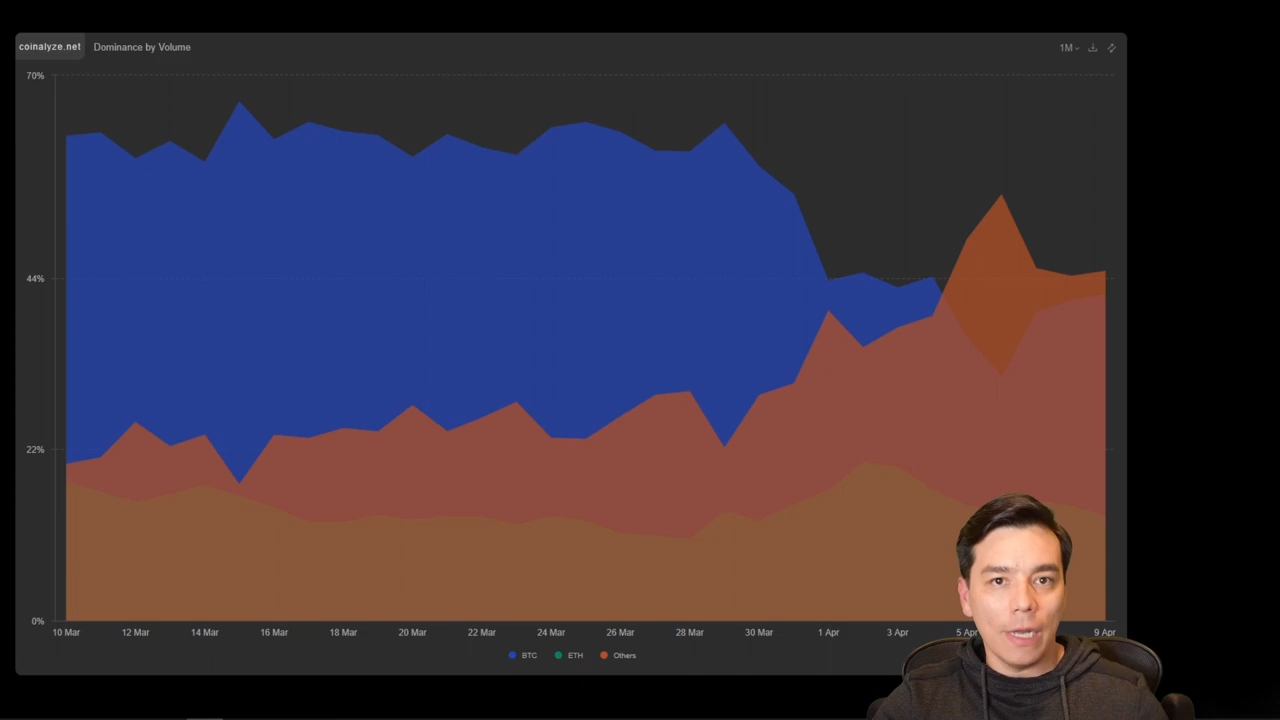 coinalyze.net Dominance by Volume 1M
70%
44%
22%
0%
10 Mar 12 Mar 14 Mar 16 Mar 18 Mar 20 Mar 22 Mar 24 Mar 26 Mar 28 Mar 30 Mar 1 Apr 3 Apr 5 Apr 9 Apr
BTC ETH Others